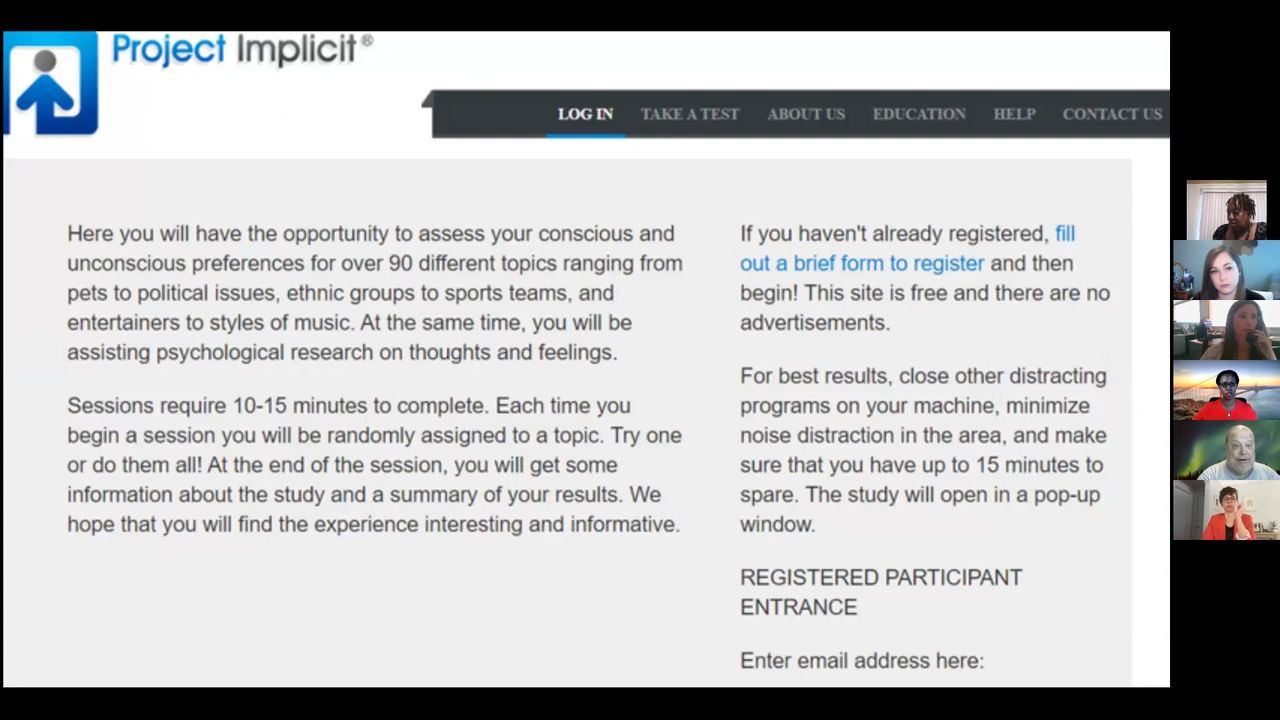 Project Implicit®
LOG IN TAKE A TEST ABOUT US EDUCATION HELP CONTACT US
Here you will have the opportunity to assess your conscious and
unconscious preferences for over 90 different topics ranging from
pets to political issues, ethnic groups to sports teams, and
entertainers to styles of music. At the same time, you will be
assisting psychological research on thoughts and feelings.
Sessions require 10-15 minutes to complete. Each time you
begin a session you will be randomly assigned to a topic. Try one
or do them all! At the end of the session, you will get some
information about the study and a summary of your results. We
hope that you will find the experience interesting and informative.
If you haven't already registered, fill
out a brief form to register and then
begin! This site is free and there are no
advertisements.
For best results, close other distracting
programs on your machine, minimize
noise distraction in the area, and make
sure that you have up to 15 minutes to
spare. The study will open in a pop-up
window.
REGISTERED PARTICIPANT
ENTRANCE
Enter email address here: